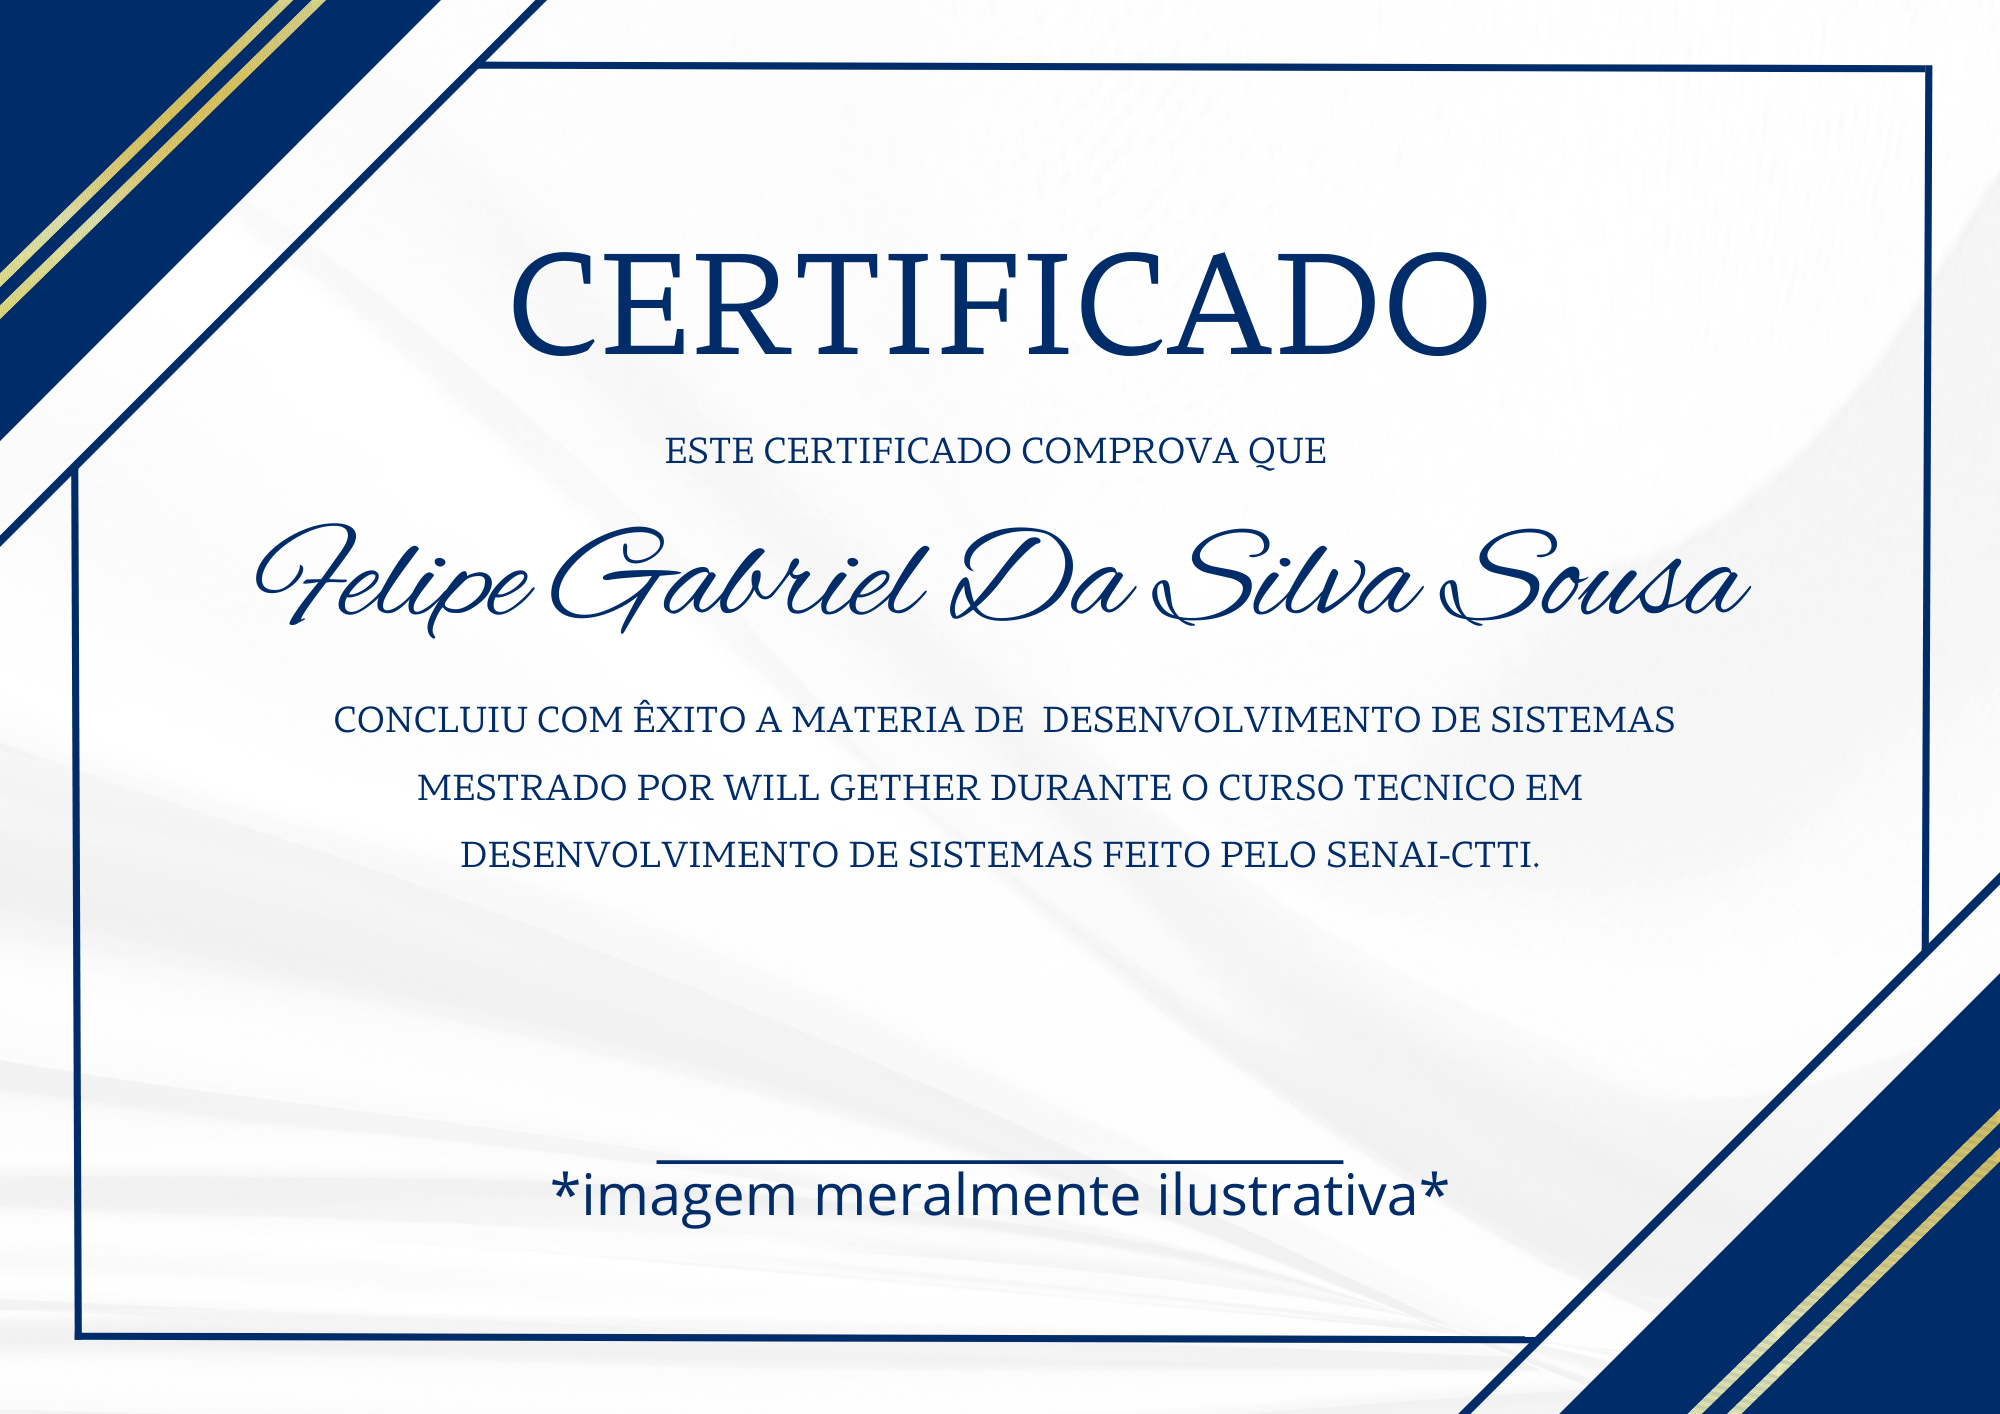 CERTIFICADO
ESTE CERTIFICADO COMPROVA QUE
Felipe Gabriel Da Silva Sousa
CONCLUIU COM ÊXITO A MATERIA DE DESENVOLVIMENTO DE SISTEMAS
MESTRADO POR WILL GETHER DURANTE O CURSO TECNICO EM
DESENVOLVIMENTO DE SISTEMAS FEITO PELO SENAI-CTTI.
*imagem meralmente ilustrativa*